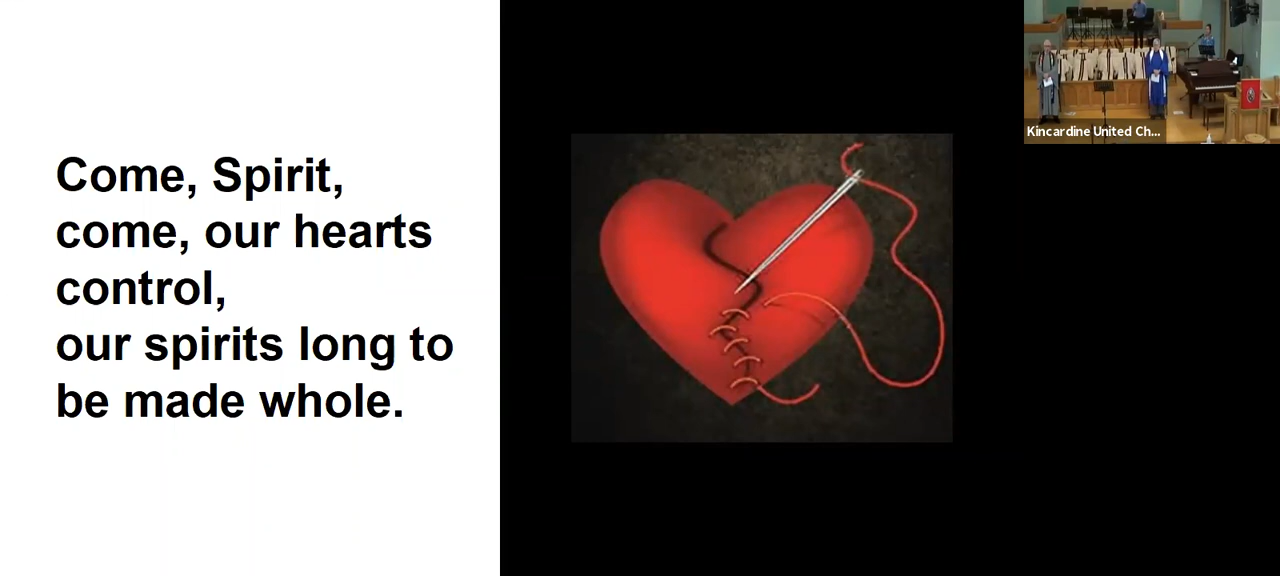 Come, Spirit,
come, our hearts
control,
our spirits long to
be made whole.
Kincardine United Ch...